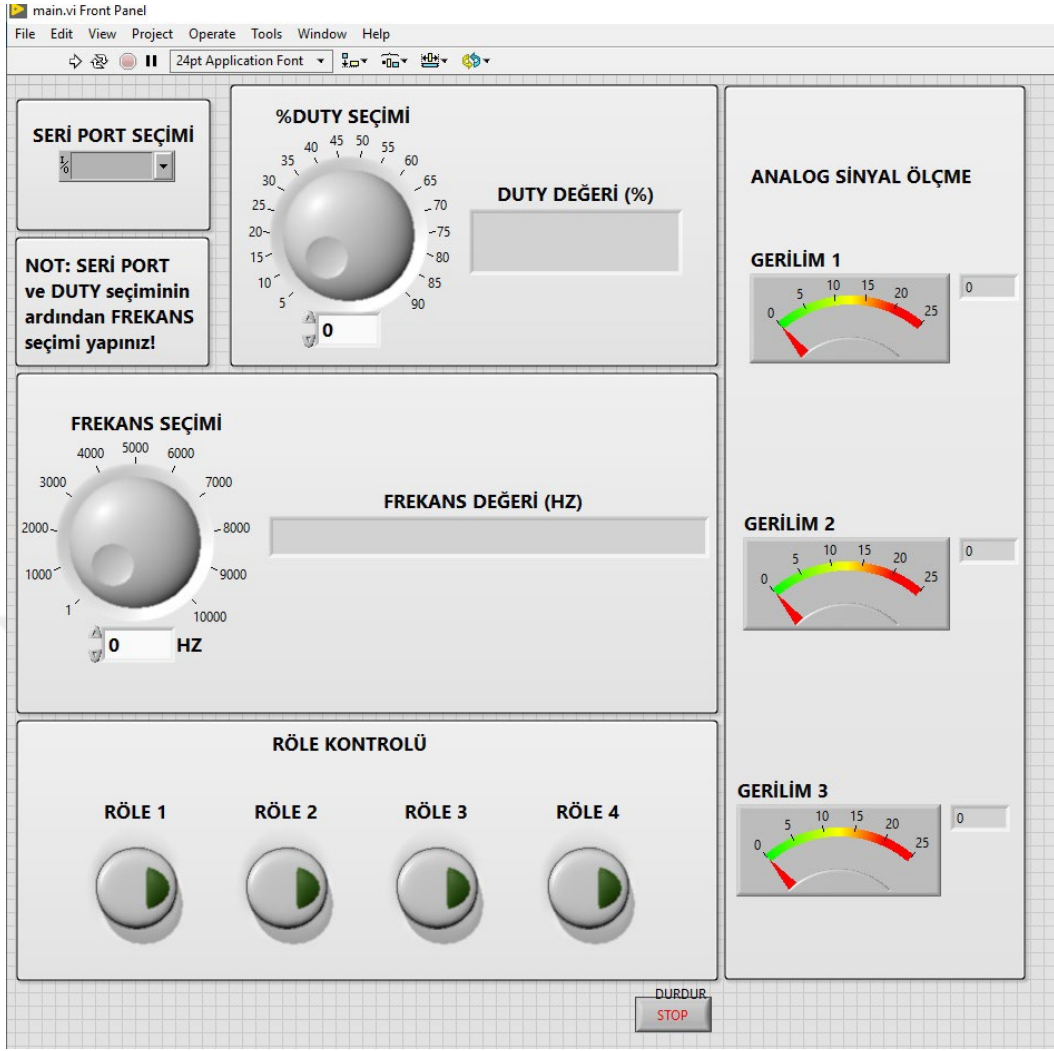 main.vi Front Panel
File Edit View Project Operate Tools Window Help
24pt Application Font
SERİ PORT SEÇİMİ
I/O
NOT: SERİ PORT
ve DUTY seçiminin
ardından FREKANS
seçimi yapınız!
%DUTY SEÇİMİ
5 10 15 20 25 30 35 40 45 50 55 60 65 70 75 80 85 90
0
DUTY DEĞERİ (%)
FREKANS SEÇİMİ
1 1000 2000 3000 4000 5000 6000 7000 8000 9000 10000
0 HZ
FREKANS DEĞERİ (HZ)
RÖLE KONTROLÜ
RÖLE 1 RÖLE 2 RÖLE 3 RÖLE 4
ANALOG SİNYAL ÖLÇME
GERİLİM 1
0 5 10 15 20 25
0
GERİLİM 2
0 5 10 15 20 25
0
GERİLİM 3
0 5 10 15 20 25
0
DURDUR
STOP